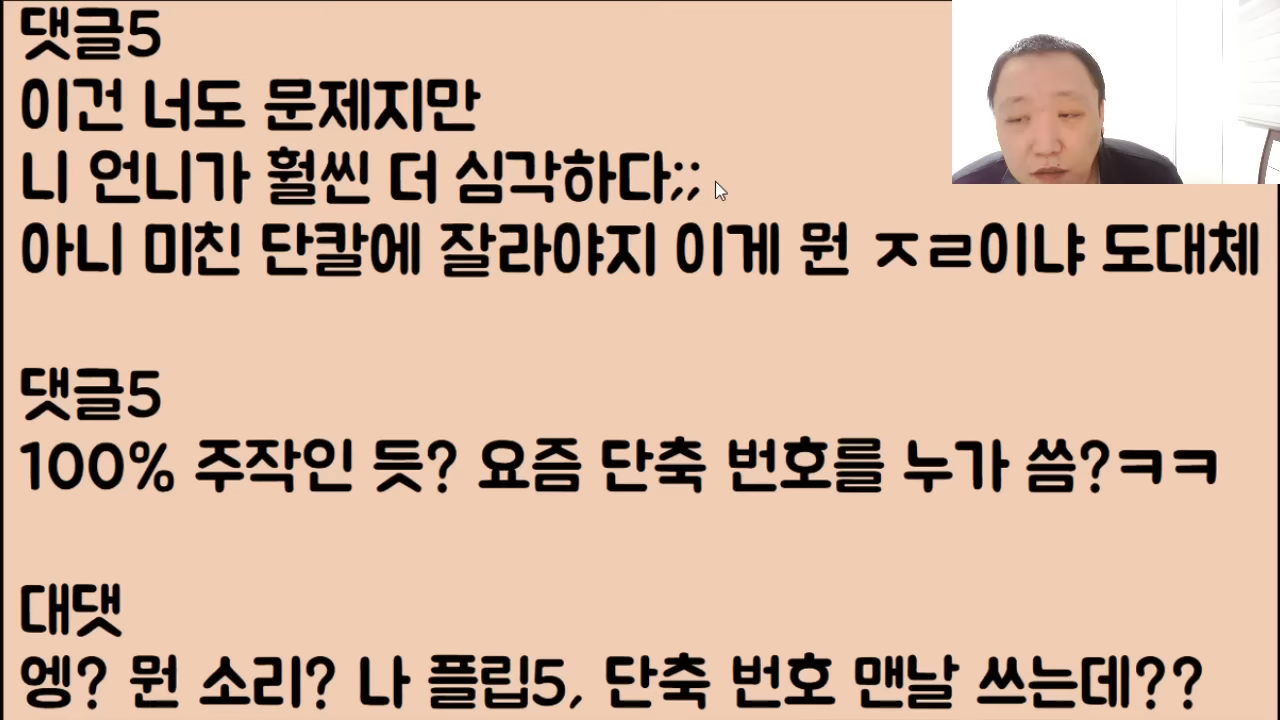 댓글5
이건 너도 문제지만
니 언니가 훨씬 더 심각하다;;
아니 미친 단칼에 잘라야지 이게 뭔 ㅈㄹ이냐 도대체
댓글5
100% 주작인 듯? 요즘 단축 번호를 누가 씀?ㅋㅋ
대댓
엥? 뭔 소리? 나 플립5, 단축 번호 맨날 쓰는데??